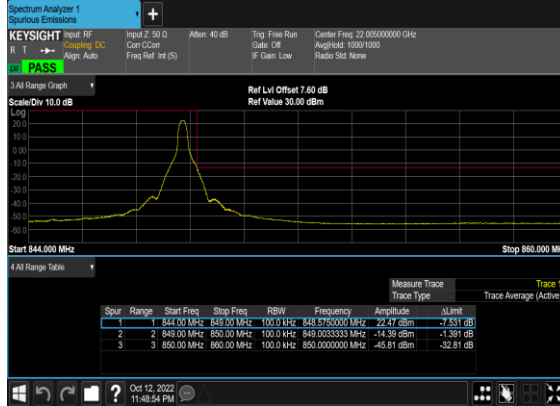 Spectrum Analyzer 1
Spurious Emissions
+
KEYSIGHT Input: RF Input Z: 50 Ω Atten: 40 dB Trig: Free Run Center Freq: 22.005000000 GHz
R T Coupling: DC Corr CCorr Gate: Off Avg|Hold: 1000/1000
Align: Auto Freq Ref: Int (S) IF Gain: Low Radio Std: None
PASS
3 All Range Graph
Ref Lvl Offset 7.60 dB
Scale/Div 10.0 dB Ref Value 30.00 dBm
Log
20.0
10.0
0.00
-10.0
-20.0
-30.0
-40.0
-50.0
-60.0
Start 844.000 MHz Stop 860.000 MH
4 All Range Table
Measure Trace Trace 1
Trace Type Trace Average (Active
Spur Range Start Freq Stop Freq RBW Frequency Amplitude ΔLimit
1 1 844.00 MHz 849.00 MHz 100.0 kHz 848.5750000 MHz 22.47 dBm -7.531 dB
2 2 849.00 MHz 850.00 MHz 100.0 kHz 849.0033333 MHz -14.39 dBm -1.391 dB
3 3 850.00 MHz 860.00 MHz 100.0 kHz 850.0000000 MHz -45.81 dBm -32.81 dB
? Oct 12, 2022
11:48:54 PM